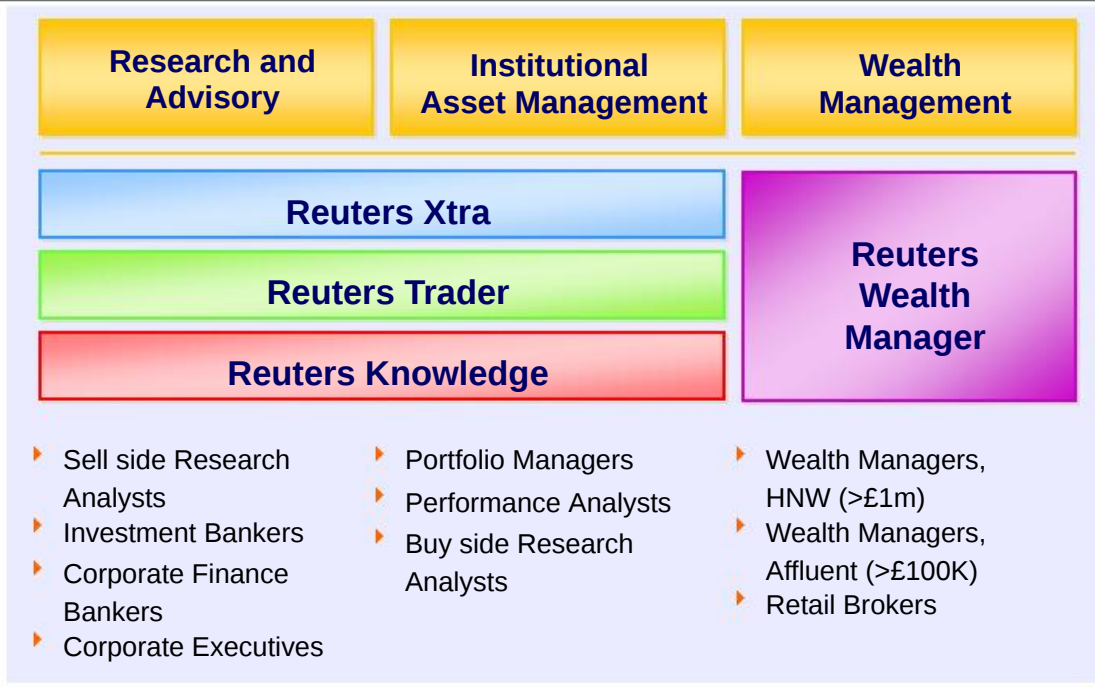 Research and
Advisory
Institutional
Asset Management
Wealth
Management
Reuters Xtra
Reuters Trader
Reuters Knowledge
Reuters
Wealth
Manager
Sell side Research
Analysts
Investment Bankers
Corporate Finance
Bankers
Corporate Executives
Portfolio Managers
Performance Analysts
Buy side Research
Analysts
Wealth Managers,
HNW (>£1m)
Wealth Managers,
Affluent (>£100K)
Retail Brokers